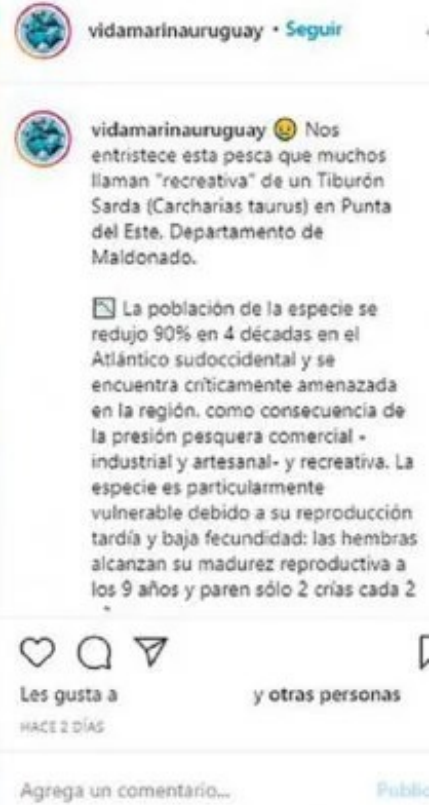 vidamarinauruguay • Seguir
vidamarinauruguay 😢 Nos
entristece esta pesca que muchos
llaman "recreativa" de un Tiburón
Sarda (Carcharias taurus) en Punta
del Este. Departamento de
Maldonado.
📉 La población de la especie se
redujo 90% en 4 décadas en el
Atlántico sudoccidental y se
encuentra críticamente amenazada
en la región. como consecuencia de
la presión pesquera comercial -
industrial y artesanal- y recreativa. La
especie es particularmente
vulnerable debido a su reproducción
tardía y baja fecundidad: las hembras
alcanzan su madurez reproductiva a
los 9 años y paren sólo 2 crías cada 2
Les gusta a y otras personas
HACE 2 DÍAS
Agrega un comentario... Public